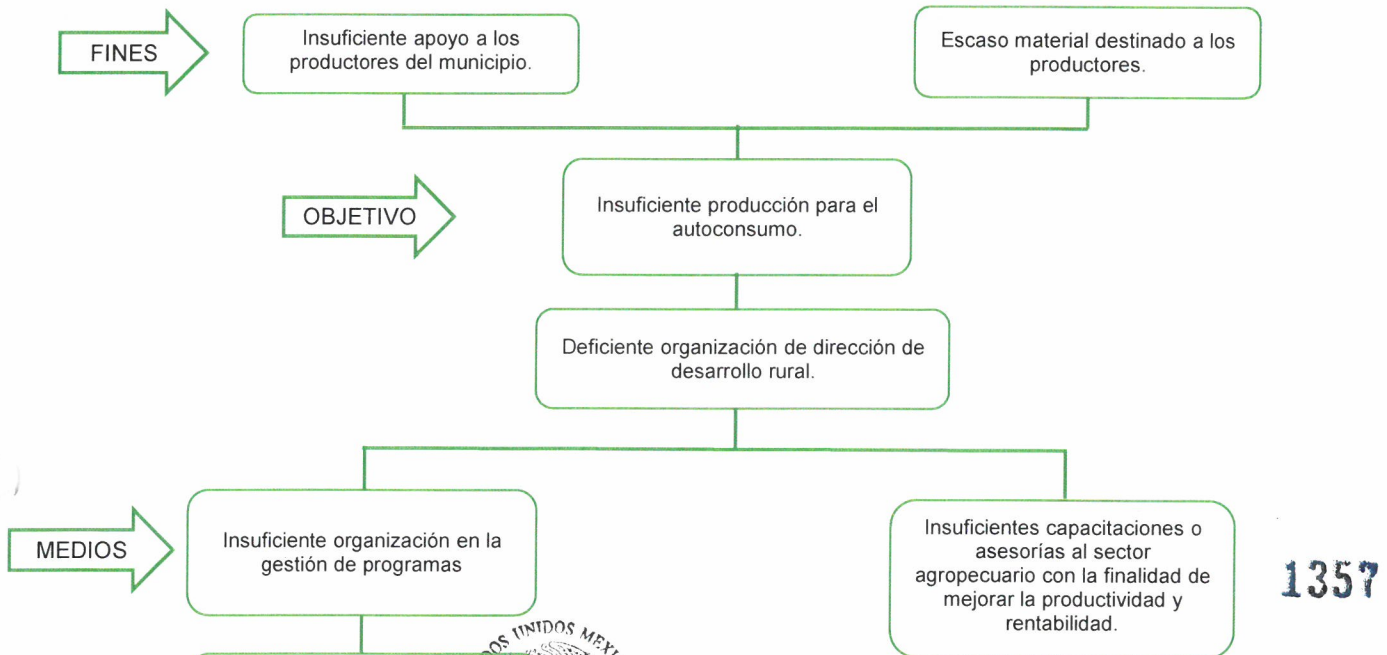 FINES
Insuficiente apoyo a los
productores del municipio.
Escaso material destinado a los
productores.
OBJETIVO
Insuficiente producción para el
autoconsumo.
Deficiente organización de dirección de
desarrollo rural.
MEDIOS
Insuficiente organización en la
gestión de programas
Insuficientes capacitaciones o
asesorías al sector
agropecuario con la finalidad de
mejorar la productividad y
rentabilidad.
1357
UNIDOS